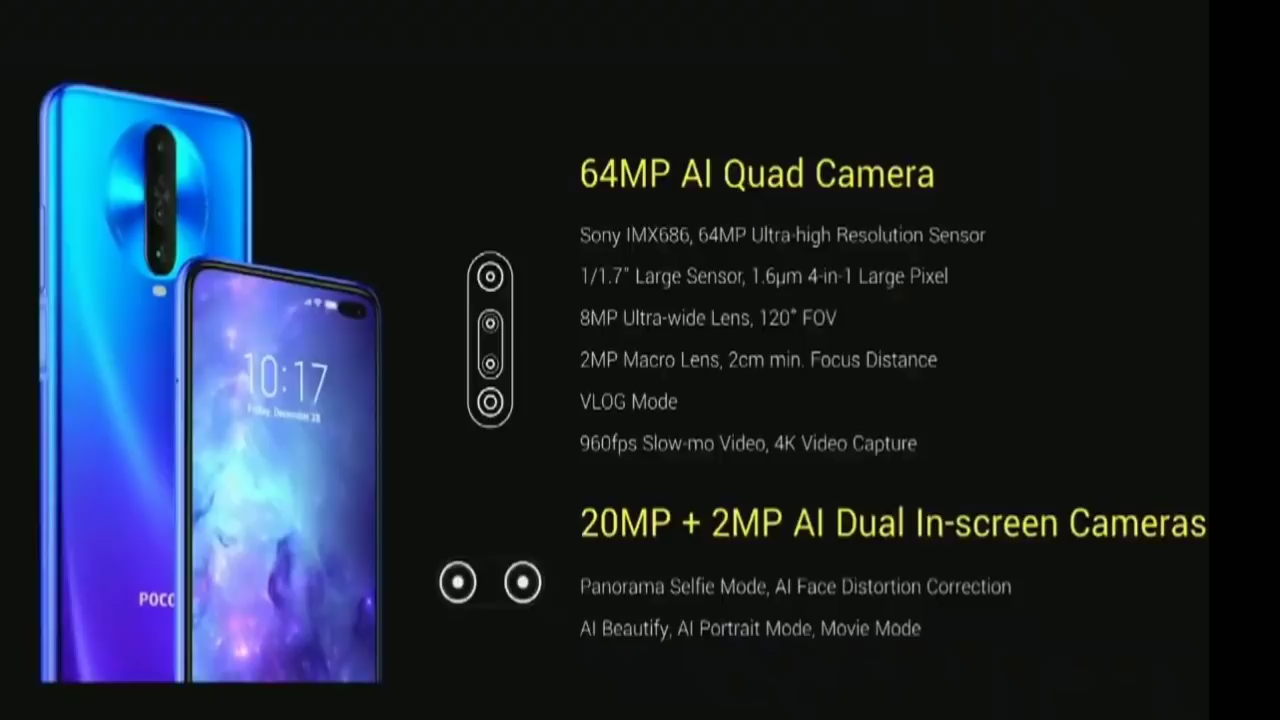 64MP AI Quad Camera
Sony IMX686, 64MP Ultra-high Resolution Sensor
1/1.7" Large Sensor, 1.6μm 4-in-1 Large Pixel
8MP Ultra-wide Lens, 120° FOV
2MP Macro Lens, 2cm min. Focus Distance
VLOG Mode
960fps Slow-mo Video, 4K Video Capture
10:17
Friday, December 28
20MP + 2MP AI Dual In-screen Cameras
Panorama Selfie Mode, AI Face Distortion Correction
POCO
AI Beautify, AI Portrait Mode, Movie Mode